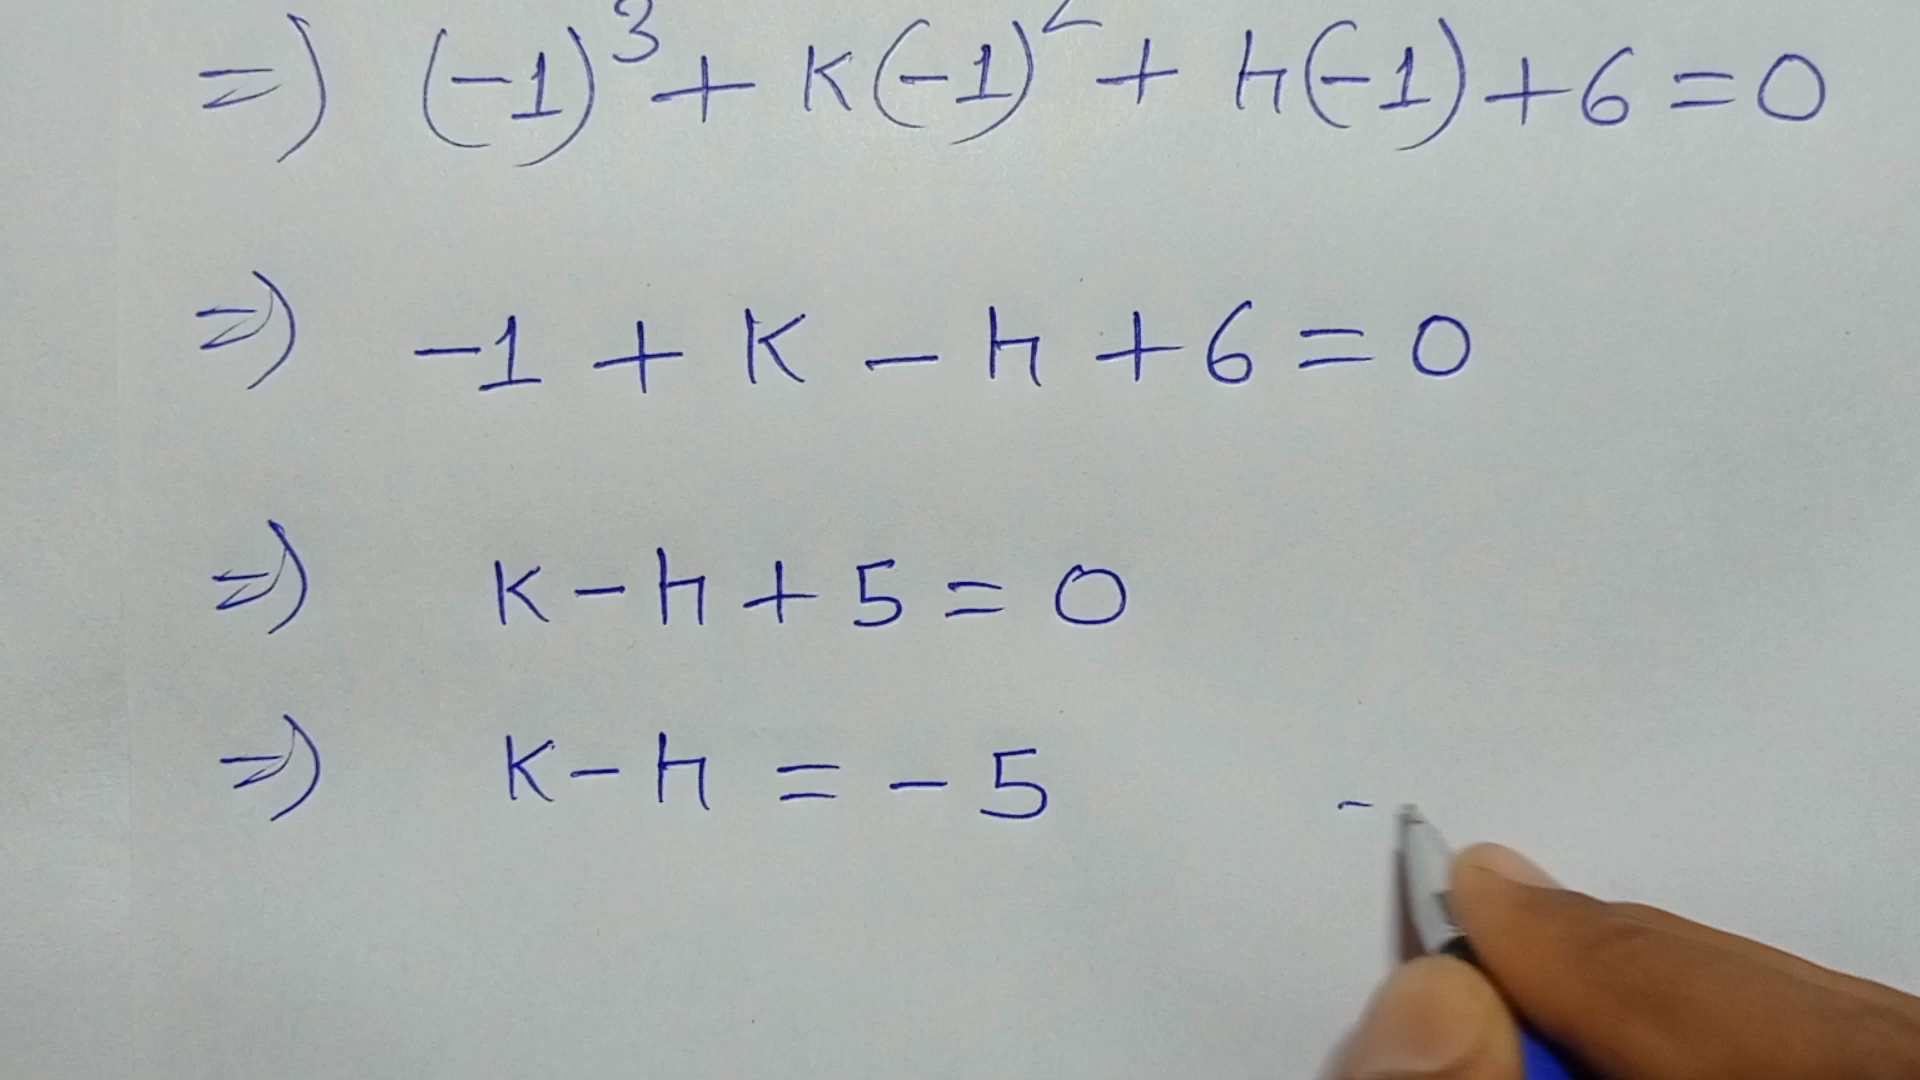 =) (-1)³ + k(-1)² + h(-1) + 6 = 0
=) -1 + k - h + 6 = 0
=) k - h + 5 = 0
=) k - h = - 5 -